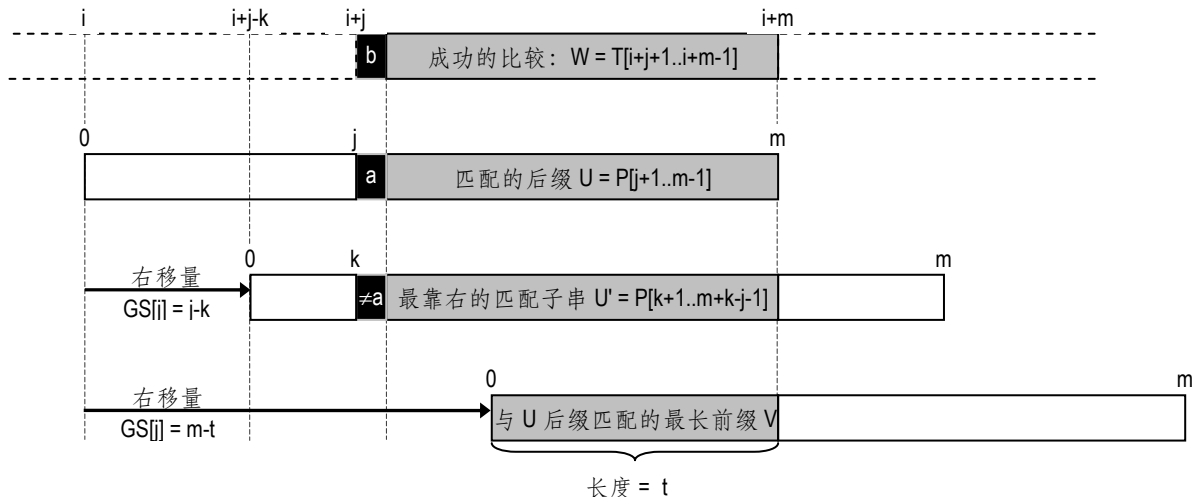 i i+j-k i+j i+m
b 成功的比较：W = T[i+j+1..i+m-1]
0 j m
a 匹配的后缀 U = P[j+1..m-1]
0 k m
右移量
GS[j] = j-k
≠a 最靠右的匹配子串 U' = P[k+1..m+k-j-1]
0 m
右移量
GS[j] = m-t
与 U 后缀匹配的最长前缀 V
长度 = t